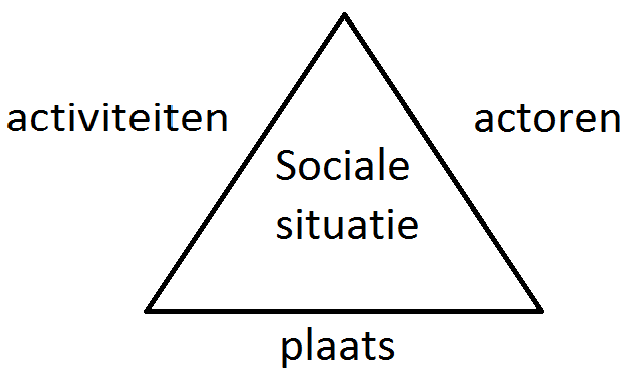 activiteiten
actoren
Sociale
situatie
plaats